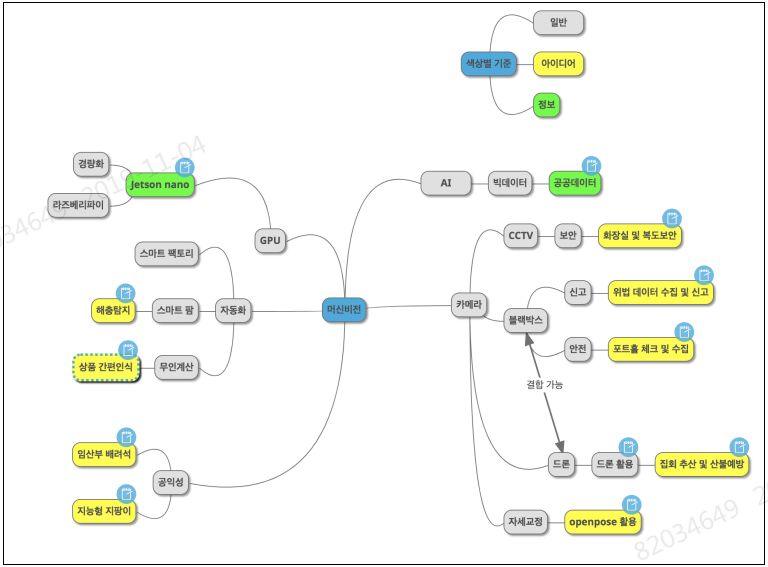 일반
색상별 기준
아이디어
정보
경량화
Jetson nano
라즈베리파이
AI
빅데이터
공공데이터
GPU
CCTV
보안
화장실 및 복도보안
스마트 팩토리
해충탐지
스마트 팜
자동화
머신비전
카메라
블랙박스
신고
위법 데이터 수집 및 신고
안전
포트홀 체크 및 수집
상품 간편인식
무인계산
결합 가능
임산부 배려석
공익성
지능형 지팡이
드론
드론 활용
집회 추산 및 산불예방
자세교정
openpose 활용
82034649